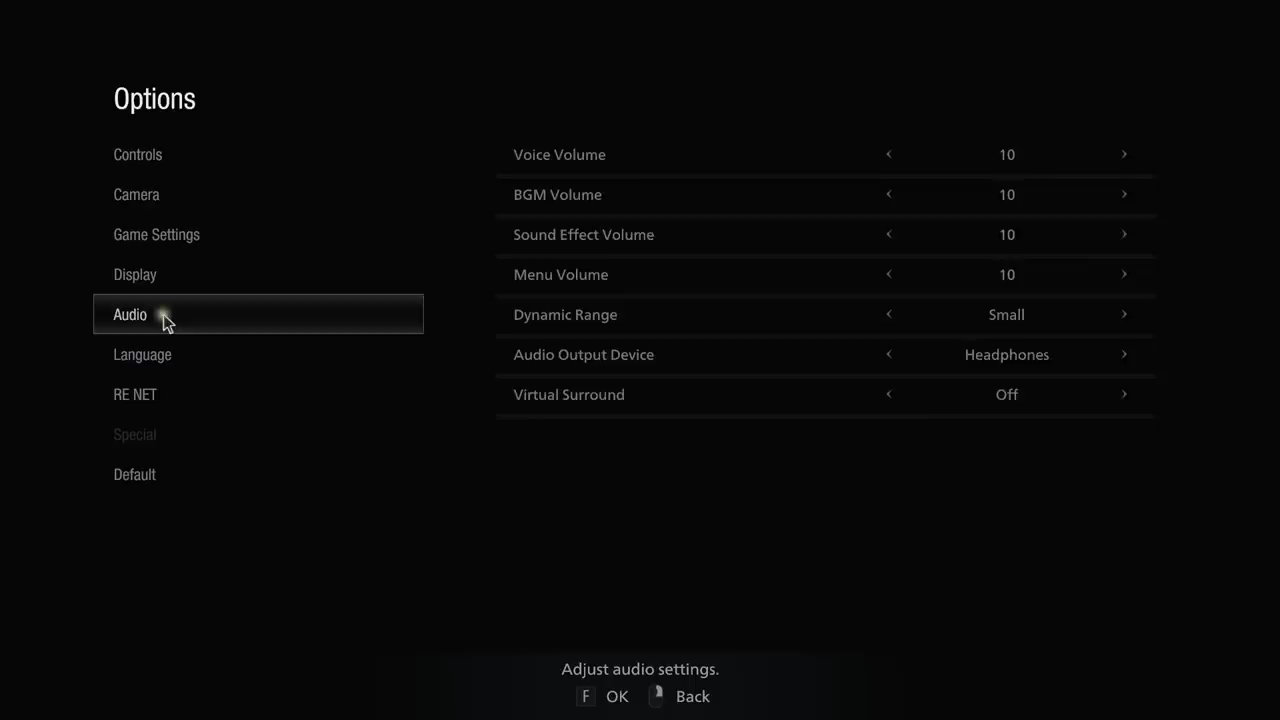 Options
Controls
Camera
Game Settings
Display
Audio
Language
RE NET
Special
Default
Voice Volume 10
BGM Volume 10
Sound Effect Volume 10
Menu Volume 10
Dynamic Range Small
Audio Output Device Headphones
Virtual Surround Off
Adjust audio settings.
F OK Back